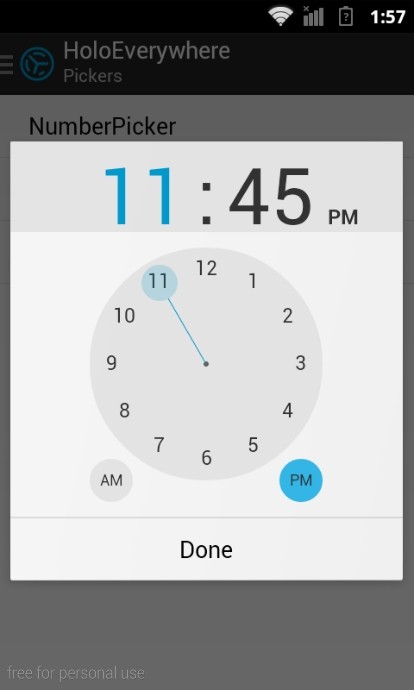 1:57
HoloEverywhere
Pickers
NumberPicker
11:45 PM
12
11 1
10 2
9 3
8 4
7 5
6
AM PM
Done
free for personal use